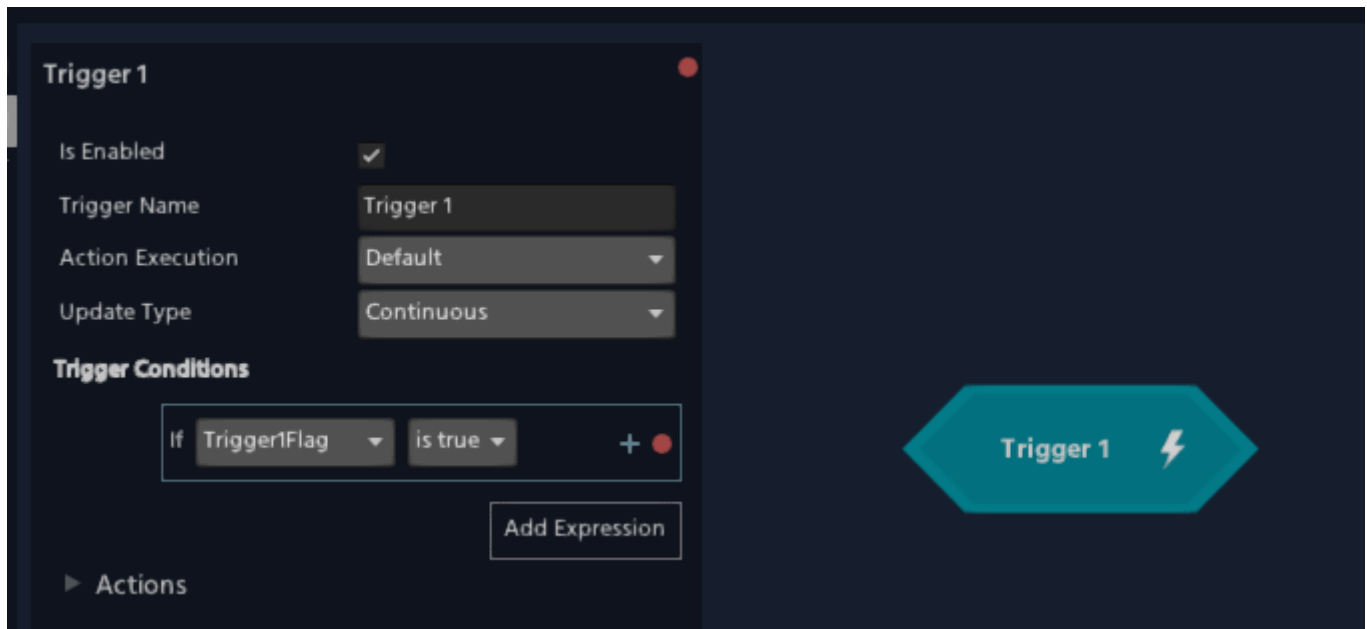 Trigger 1
Is Enabled
Trigger Name Trigger 1
Action Execution Default
Update Type Continuous
Trigger Conditions
If Trigger1Flag is true +
Add Expression
Actions
Trigger 1